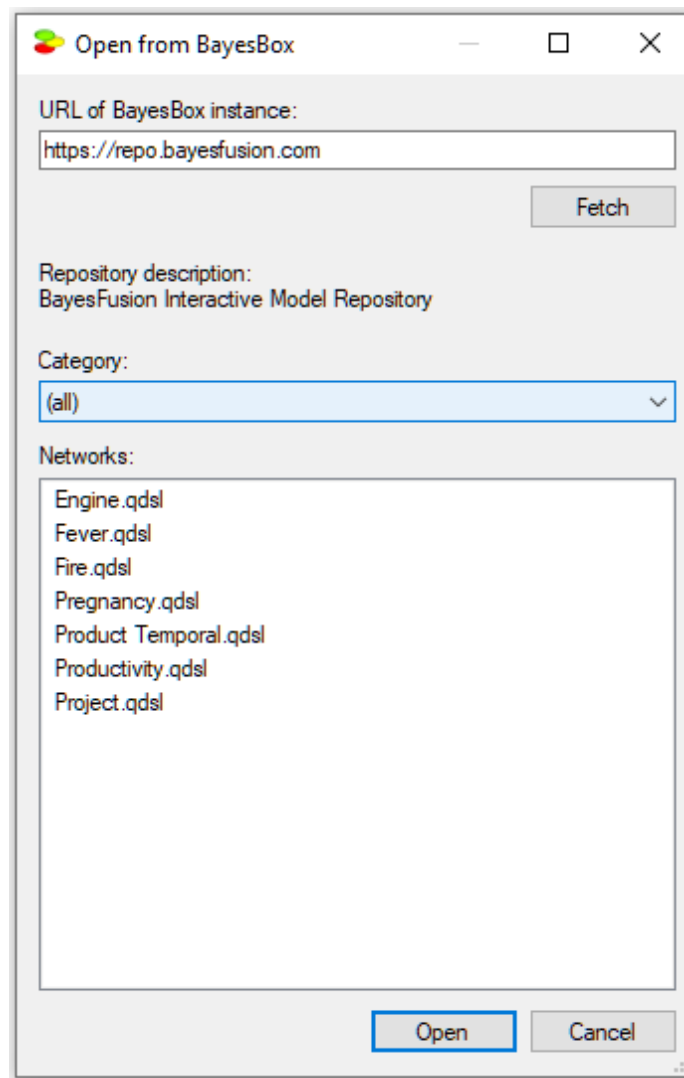 Open from BayesBox
URL of BayesBox instance:
https://repo.bayesfusion.com
Fetch
Repository description:
BayesFusion Interactive Model Repository
Category:
(all)
Networks:
Engine.qdsl
Fever.qdsl
Fire.qdsl
Pregnancy.qdsl
Product Temporal.qdsl
Productivity.qdsl
Project.qdsl
Open Cancel